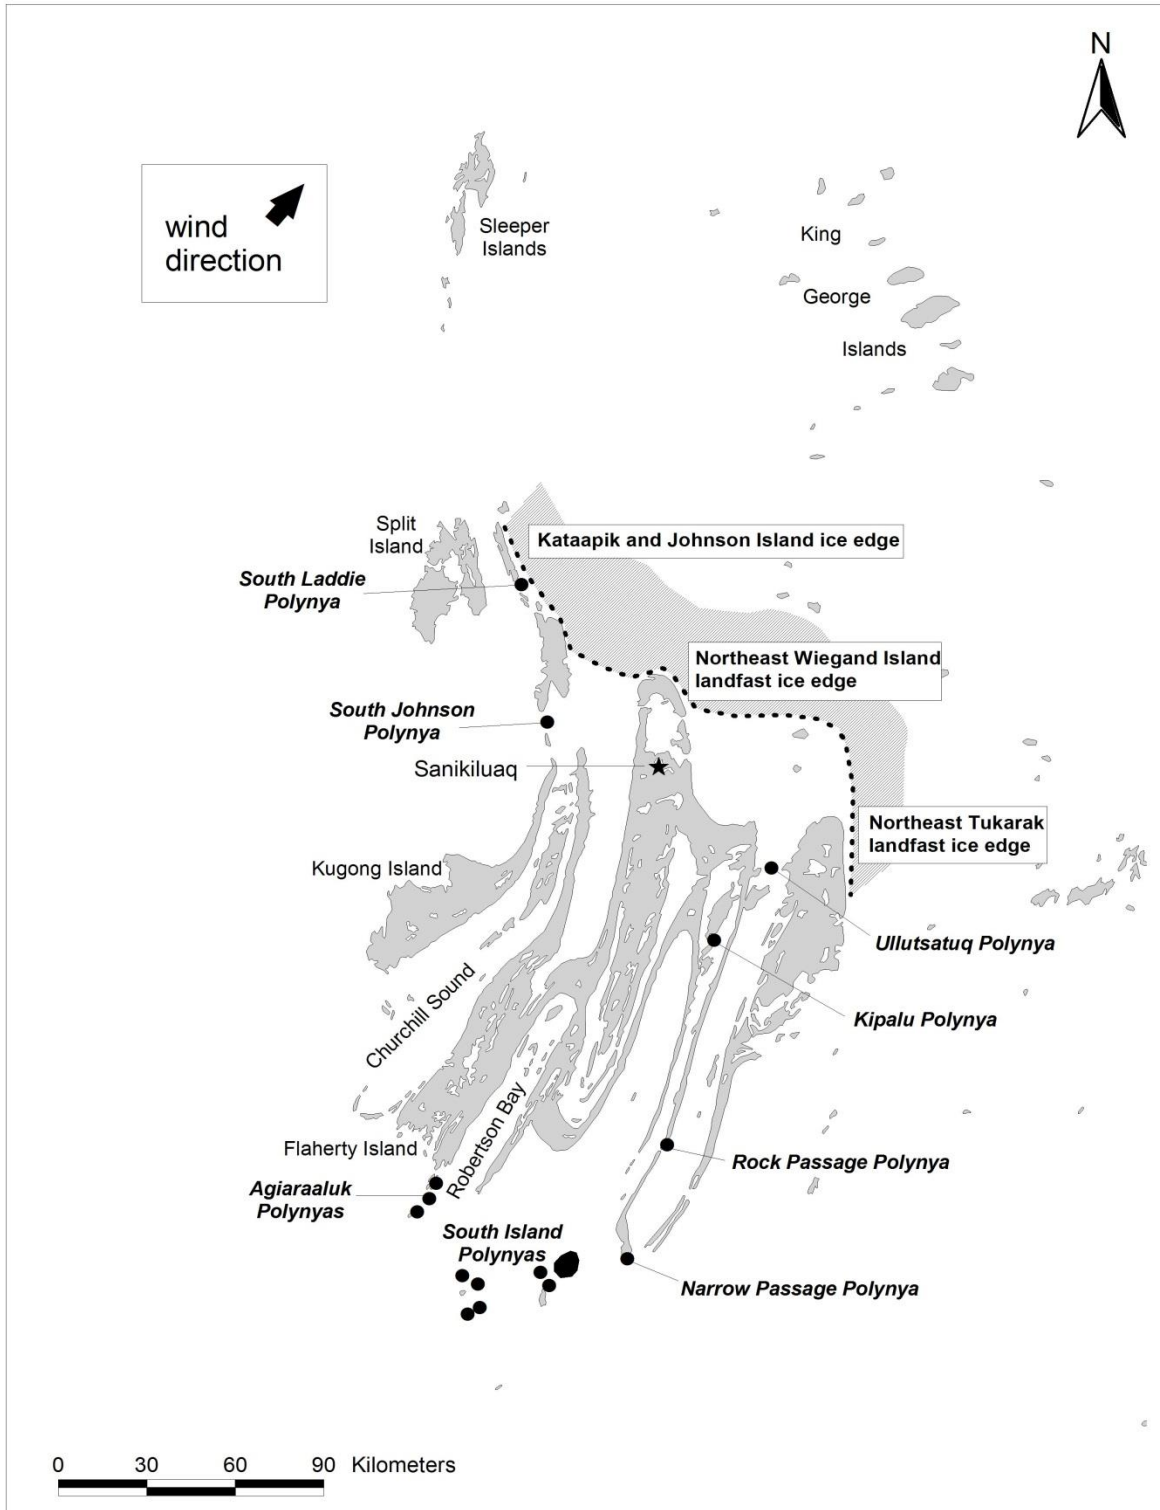 N
wind
direction
Sleeper
Islands
King
George
Islands
Split
Island
Kataapik and Johnson Island ice edge
South Laddie
Polynya
Northeast Wiegand Island
landfast ice edge
South Johnson
Polynya
Sanikiluaq
Northeast Tukarak
landfast ice edge
Kugong Island
Ullutsatuq Polynya
Churchill Sound
Kipalu Polynya
Robertson Bay
Flaherty Island
Rock Passage Polynya
Agiaraaluk
Polynyas
South Island
Polynyas
Narrow Passage Polynya
0 30 60 90 Kilometers